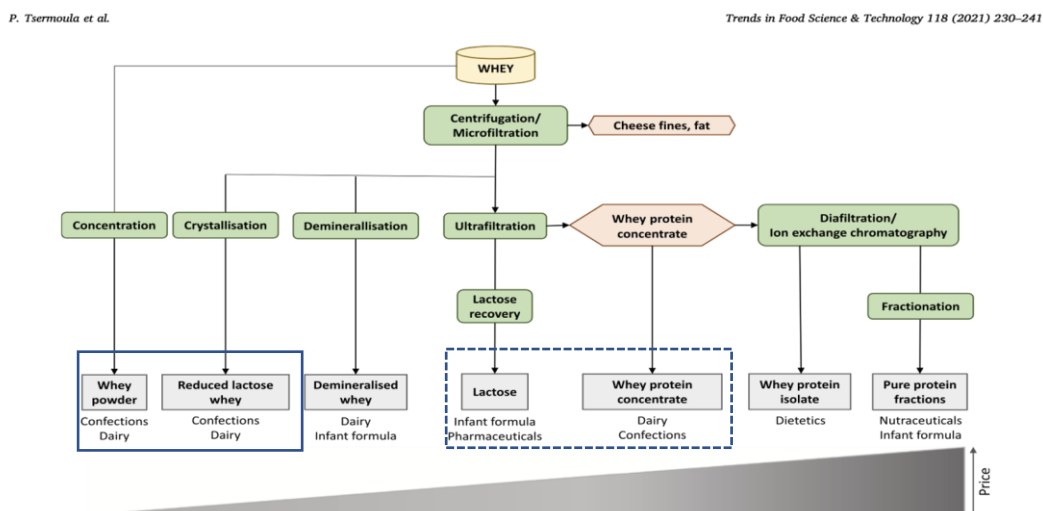 P. Tsermoula et al.
Trends in Food Science & Technology 118 (2021) 230–241
WHEY
Centrifugation/
Microfiltration
Cheese fines, fat
Concentration
Crystallisation
Deminerallisation
Ultrafiltration
Whey protein
concentrate
Diafiltration/
Ion exchange chromatography
Lactose
recovery
Fractionation
Whey
powder
Confections
Dairy
Reduced lactose
whey
Confections
Dairy
Demineralised
whey
Dairy
Infant formula
Lactose
Infant formula
Pharmaceuticals
Whey protein
concentrate
Dairy
Confections
Whey protein
isolate
Dietetics
Pure protein
fractions
Nutraceuticals
Infant formula
Price